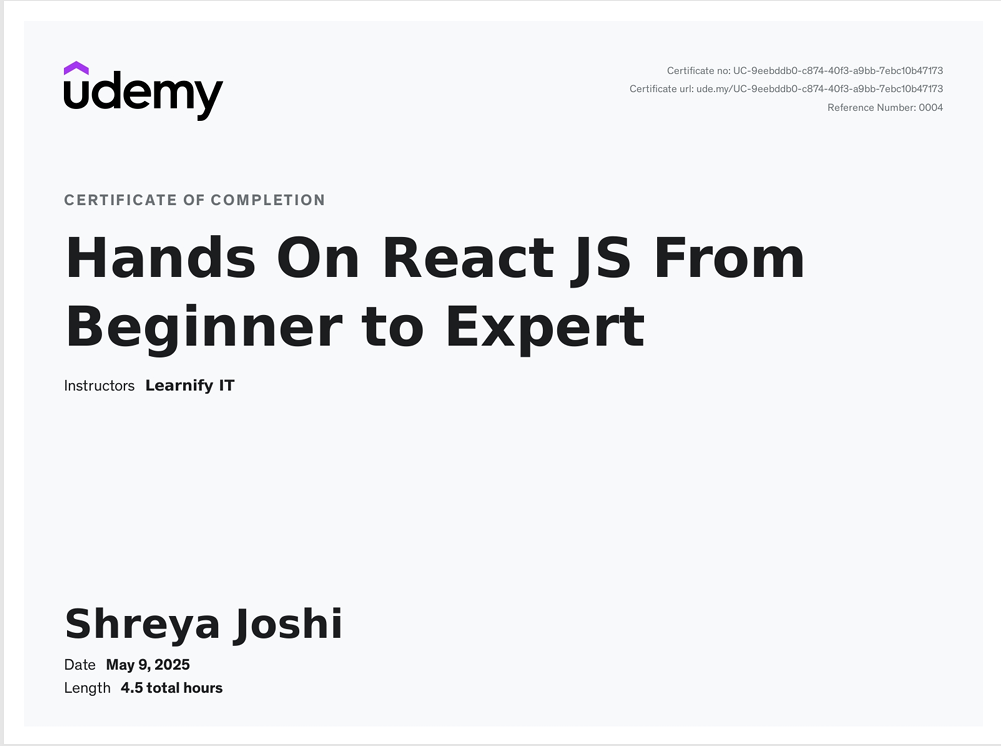 udemy
Certificate no: UC-9eebddb0-c874-40f3-a9bb-7ebc10b47173
Certificate url: ude.my/UC-9eebddb0-c874-40f3-a9bb-7ebc10b47173
Reference Number: 0004
CERTIFICATE OF COMPLETION
Hands On React JS From
Beginner to Expert
Instructors Learnify IT
Shreya Joshi
Date May 9, 2025
Length 4.5 total hours